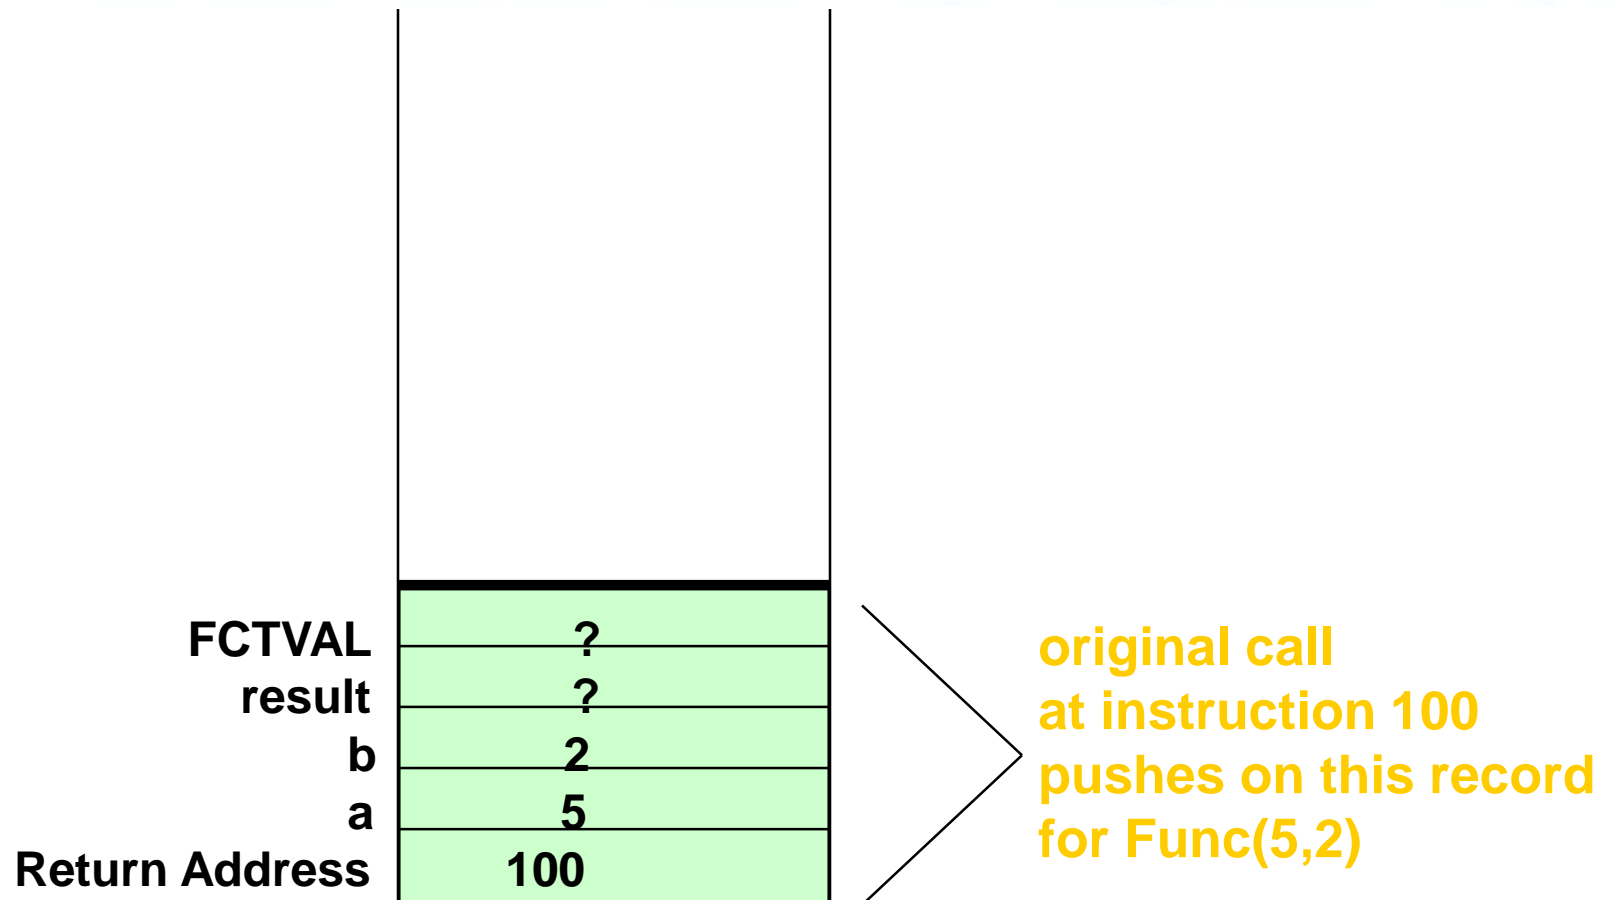 FCTVAL ?
result ?
b 2
a 5
Return Address 100
original call
at instruction 100
pushes on this record
for Func(5,2)